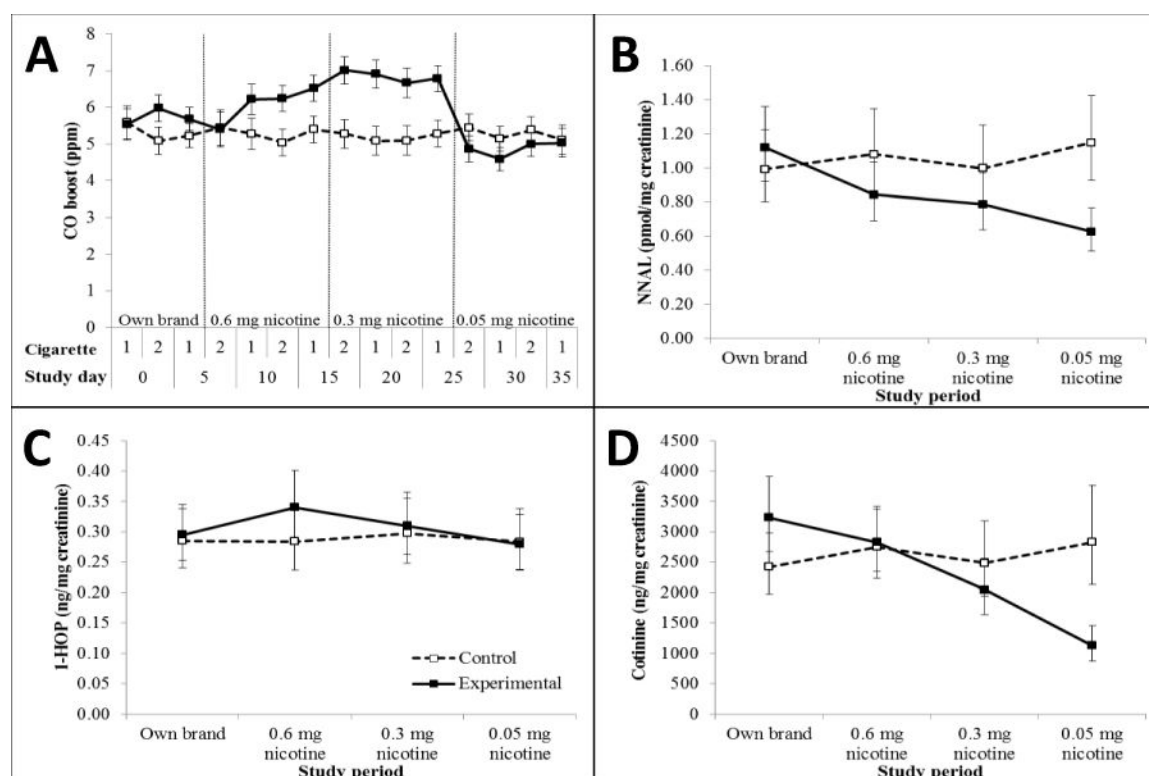 A
CO boost (ppm)
8
7
6
5
4
3
2
1
0
Own brand 0.6 mg nicotine 0.3 mg nicotine 0.05 mg nicotine
Cigarette 1 2 1 2 1 2 1 2 1 2 1 2 1 2 1
Study day 0 5 10 15 20 25 30 35
B
NNAL (pmol/mg creatinine)
1.60
1.40
1.20
1.00
0.80
0.60
0.40
0.20
0.00
Own brand 0.6 mg 0.3 mg 0.05 mg
nicotine nicotine nicotine
Study period
C
1-HOP (ng/mg creatinine)
0.45
0.40
0.35
0.30
0.25
0.20
0.15
0.10
0.05
0.00
Control
Experimental
Own brand 0.6 mg 0.3 mg 0.05 mg
nicotine nicotine nicotine
Study period
D
Cotinine (ng/mg creatinine)
4500
4000
3500
3000
2500
2000
1500
1000
500
0
Own brand 0.6 mg 0.3 mg 0.05 mg
nicotine nicotine nicotine
Study period